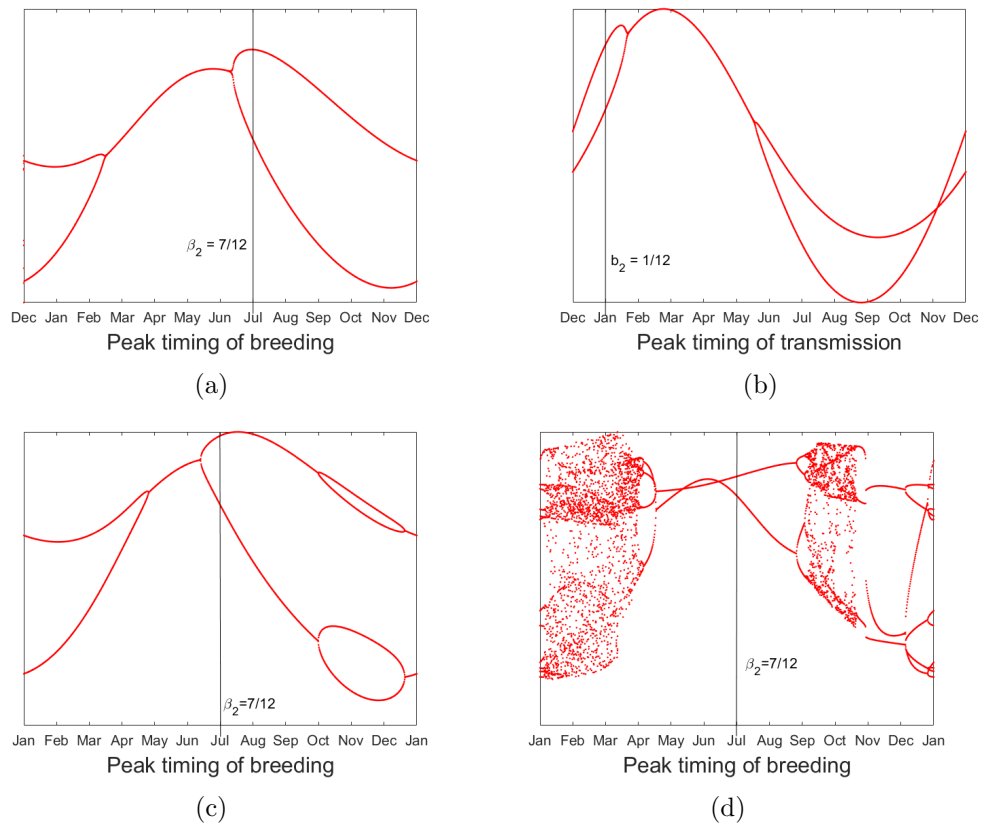 β₂ = 7/12
Dec Jan Feb Mar Apr May Jun Jul Aug Sep Oct Nov Dec
Peak timing of breeding
(a)
b₂ = 1/12
Dec Jan Feb Mar Apr May Jun Jul Aug Sep Oct Nov Dec
Peak timing of transmission
(b)
β₂=7/12
Jan Feb Mar Apr May Jun Jul Aug Sep Oct Nov Dec Jan
Peak timing of breeding
(c)
β₂=7/12
Jan Feb Mar Apr May Jun Jul Aug Sep Oct Nov Dec Jan
Peak timing of breeding
(d)